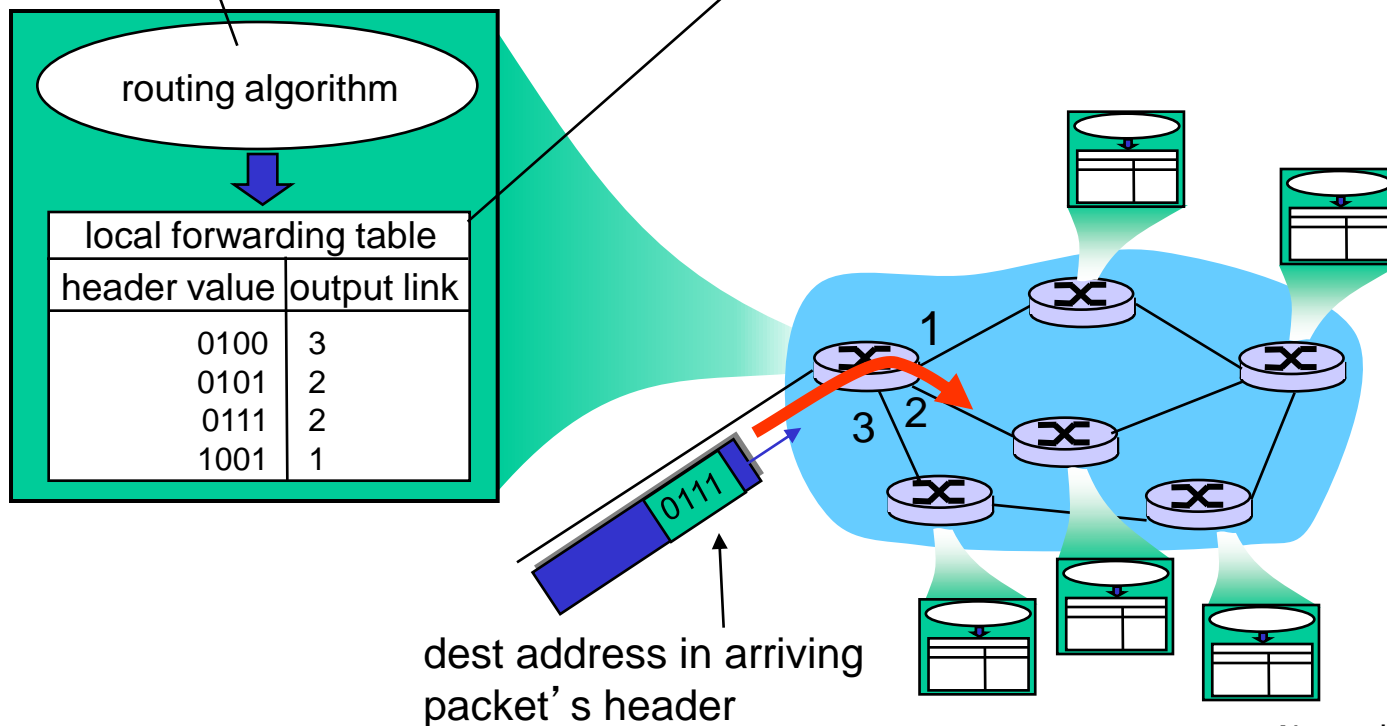 routing algorithm
local forwarding table
header value output link
0100 3
0101 2
0111 2
1001 1
1
2
3
0111
dest address in arriving
packet's header